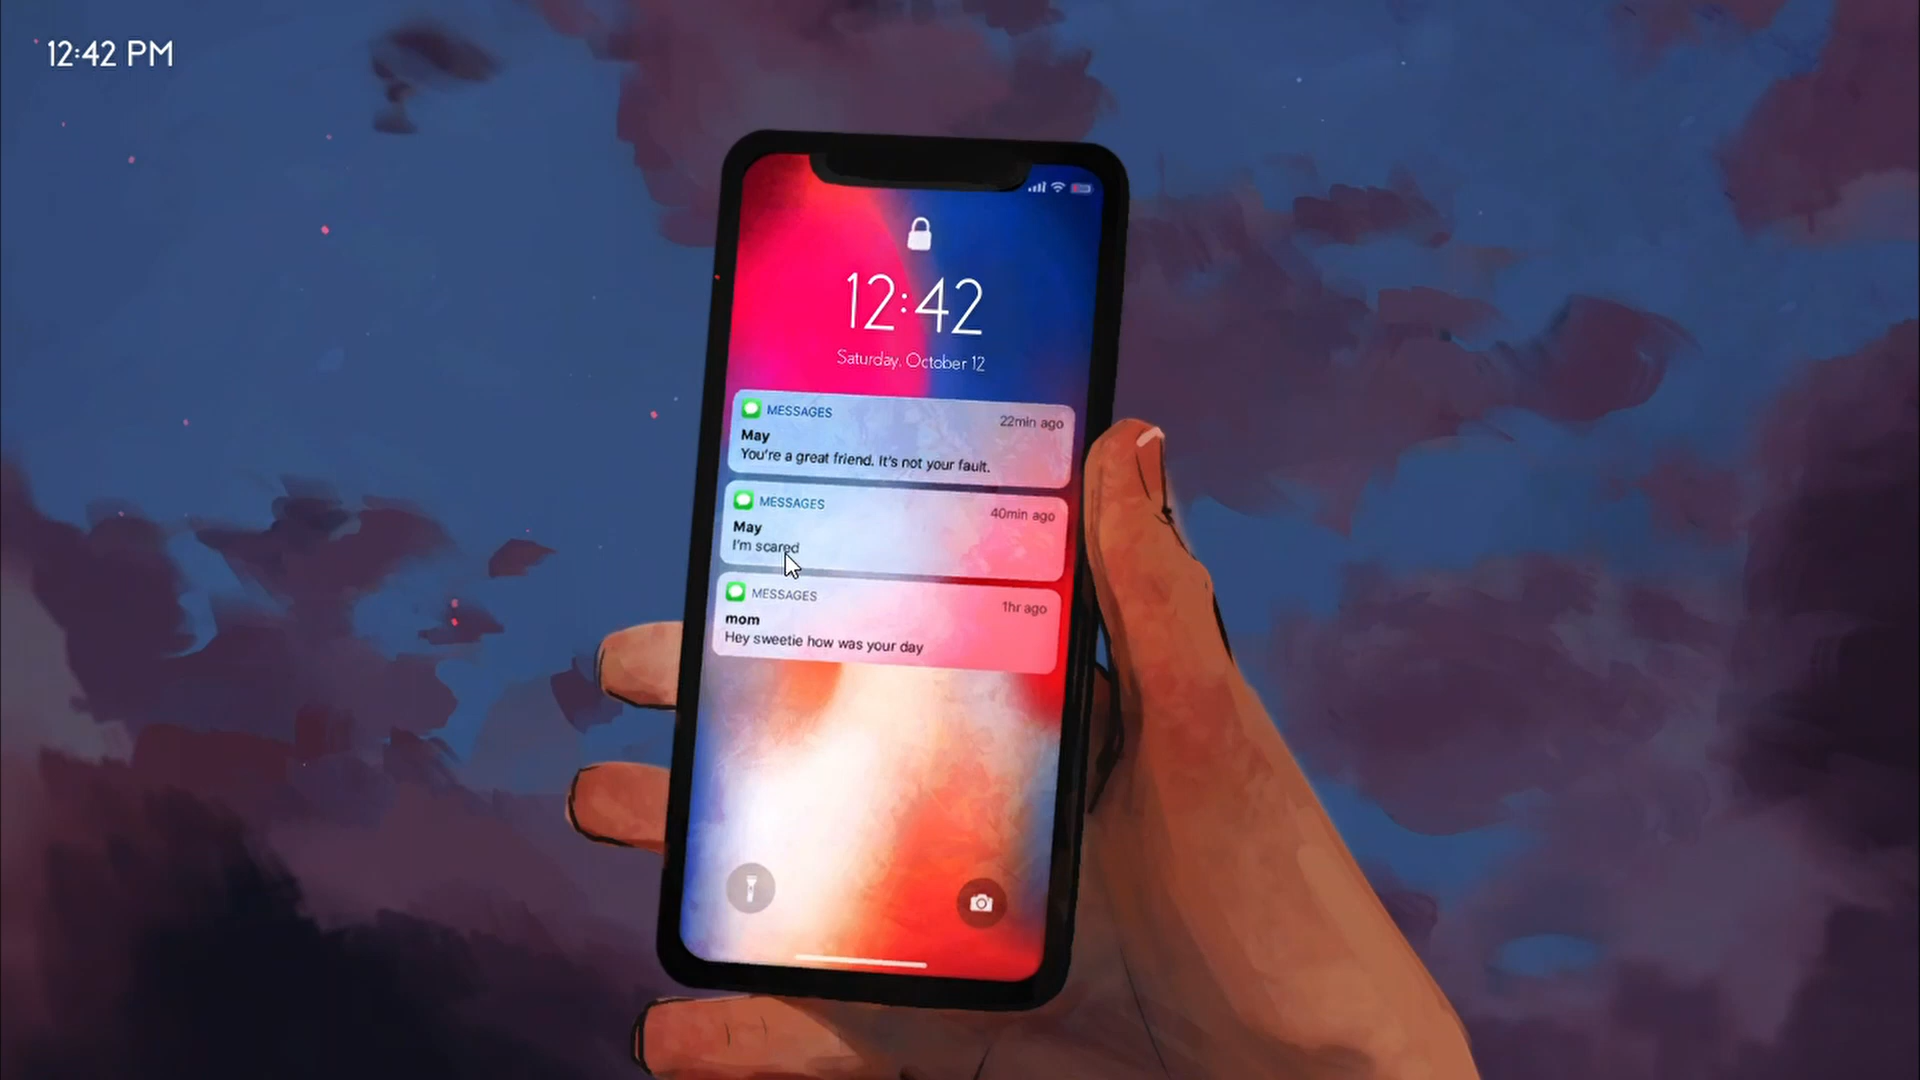 12:42 PM
12:42
Saturday, October 12
MESSAGES 22min ago
May
You're a great friend. It's not your fault.
MESSAGES 40min ago
May
I'm scared
MESSAGES 1hr ago
mom
Hey sweetie how was your day